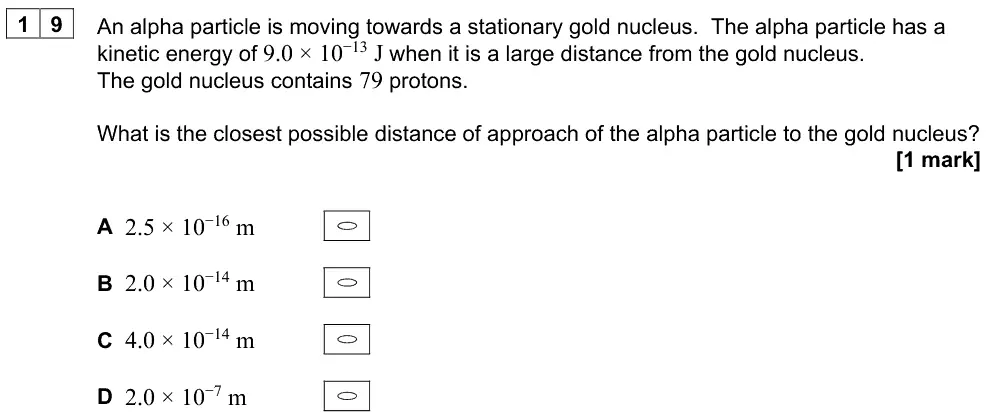 1 9 An alpha particle is moving towards a stationary gold nucleus. The alpha particle has a
kinetic energy of 9.0 × 10⁻¹³ J when it is a large distance from the gold nucleus.
The gold nucleus contains 79 protons.
What is the closest possible distance of approach of the alpha particle to the gold nucleus?
[1 mark]
A 2.5 × 10⁻¹⁶ m
B 2.0 × 10⁻¹⁴ m
C 4.0 × 10⁻¹⁴ m
D 2.0 × 10⁻⁷ m